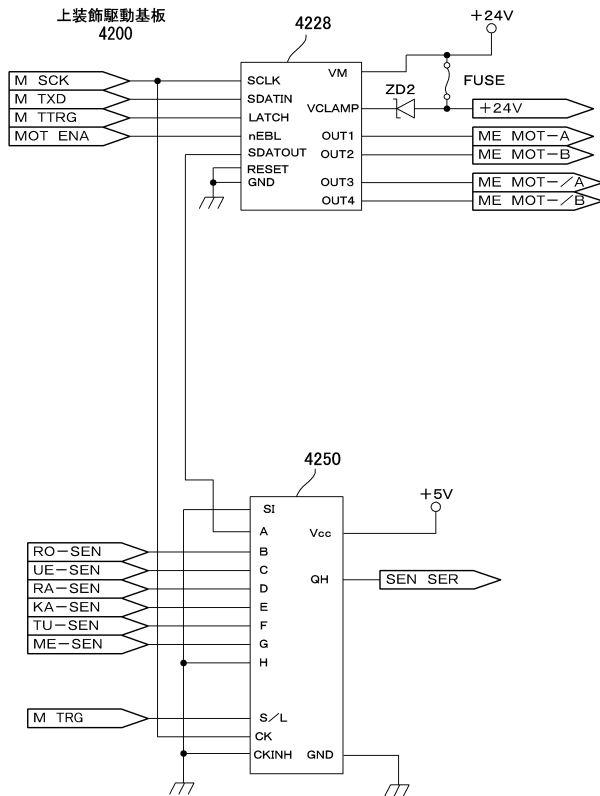 上装飾駆動基板
4200
4228
+24V
M SCK
M TXD
M TTRG
MOT ENA
SCLK
SDATIN
LATCH
nEBL
SDATOUT
RESET
GND
VM
VCLAMP
OUT1
OUT2
OUT3
OUT4
ZD2
FUSE
+24V
ME MOT-A
ME MOT-B
ME MOT-/A
ME MOT-/B
4250
+5V
RO-SEN
UE-SEN
RA-SEN
KA-SEN
TU-SEN
ME-SEN
M TRG
SI
A
B
C
D
E
F
G
H
S/L
CK
CKINH
Vcc
QH
GND
SEN SER